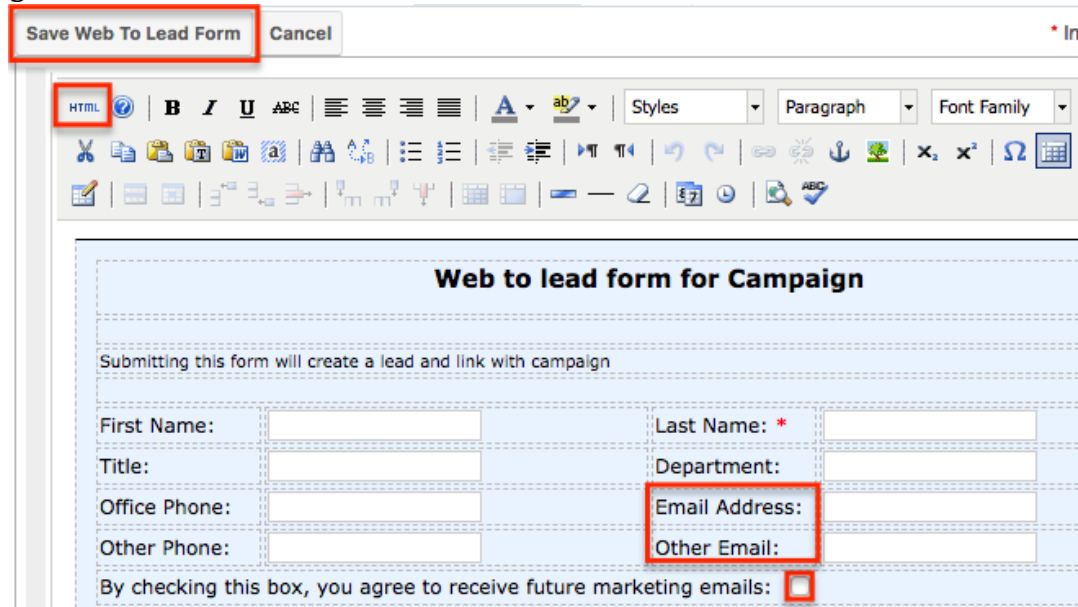 Save Web To Lead Form Cancel * In
HTML B I U ABC A ab Styles Paragraph Font Family
Web to lead form for Campaign
Submitting this form will create a lead and link with campaign
First Name: Last Name: *
Title: Department:
Office Phone: Email Address:
Other Phone: Other Email:
By checking this box, you agree to receive future marketing emails: